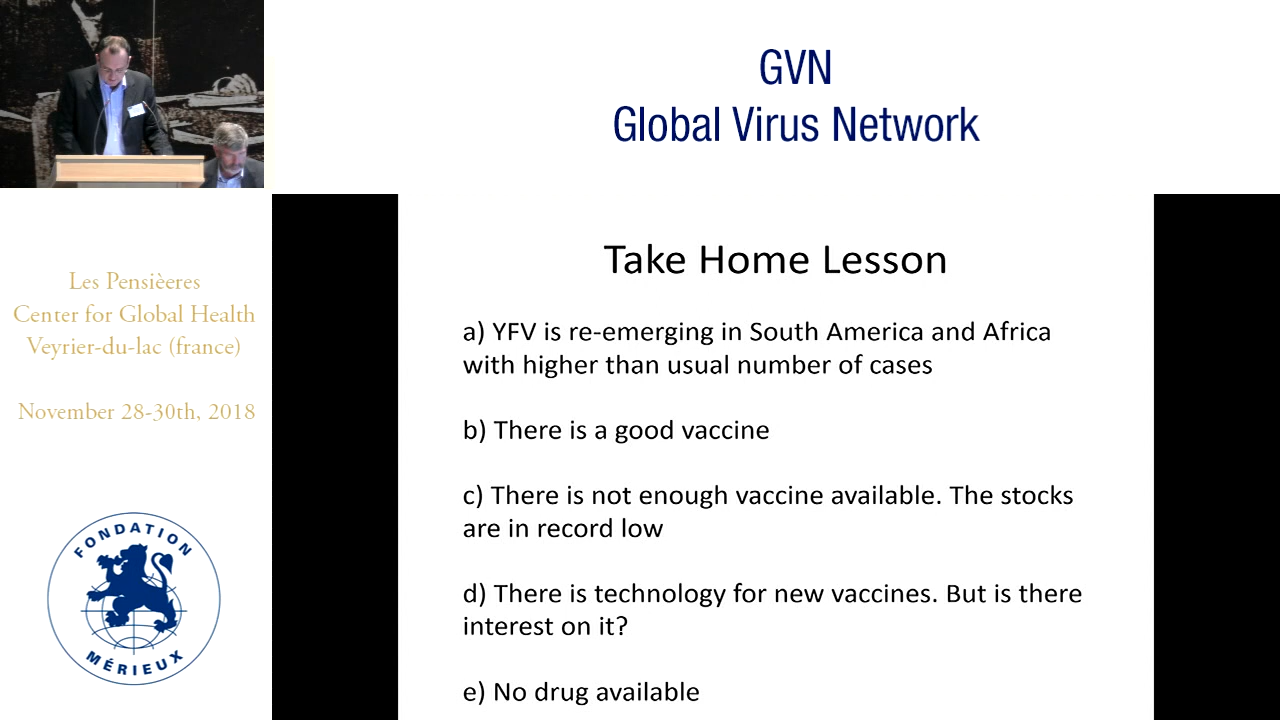 GVN
Global Virus Network
Les Pensièeres
Center for Global Health
Veyrier-du-lac (france)
November 28-30th, 2018
FONDATION
MÉRIEUX
Take Home Lesson
a) YFV is re-emerging in South America and Africa
with higher than usual number of cases
b) There is a good vaccine
c) There is not enough vaccine available. The stocks
are in record low
d) There is technology for new vaccines. But is there
interest on it?
e) No drug available